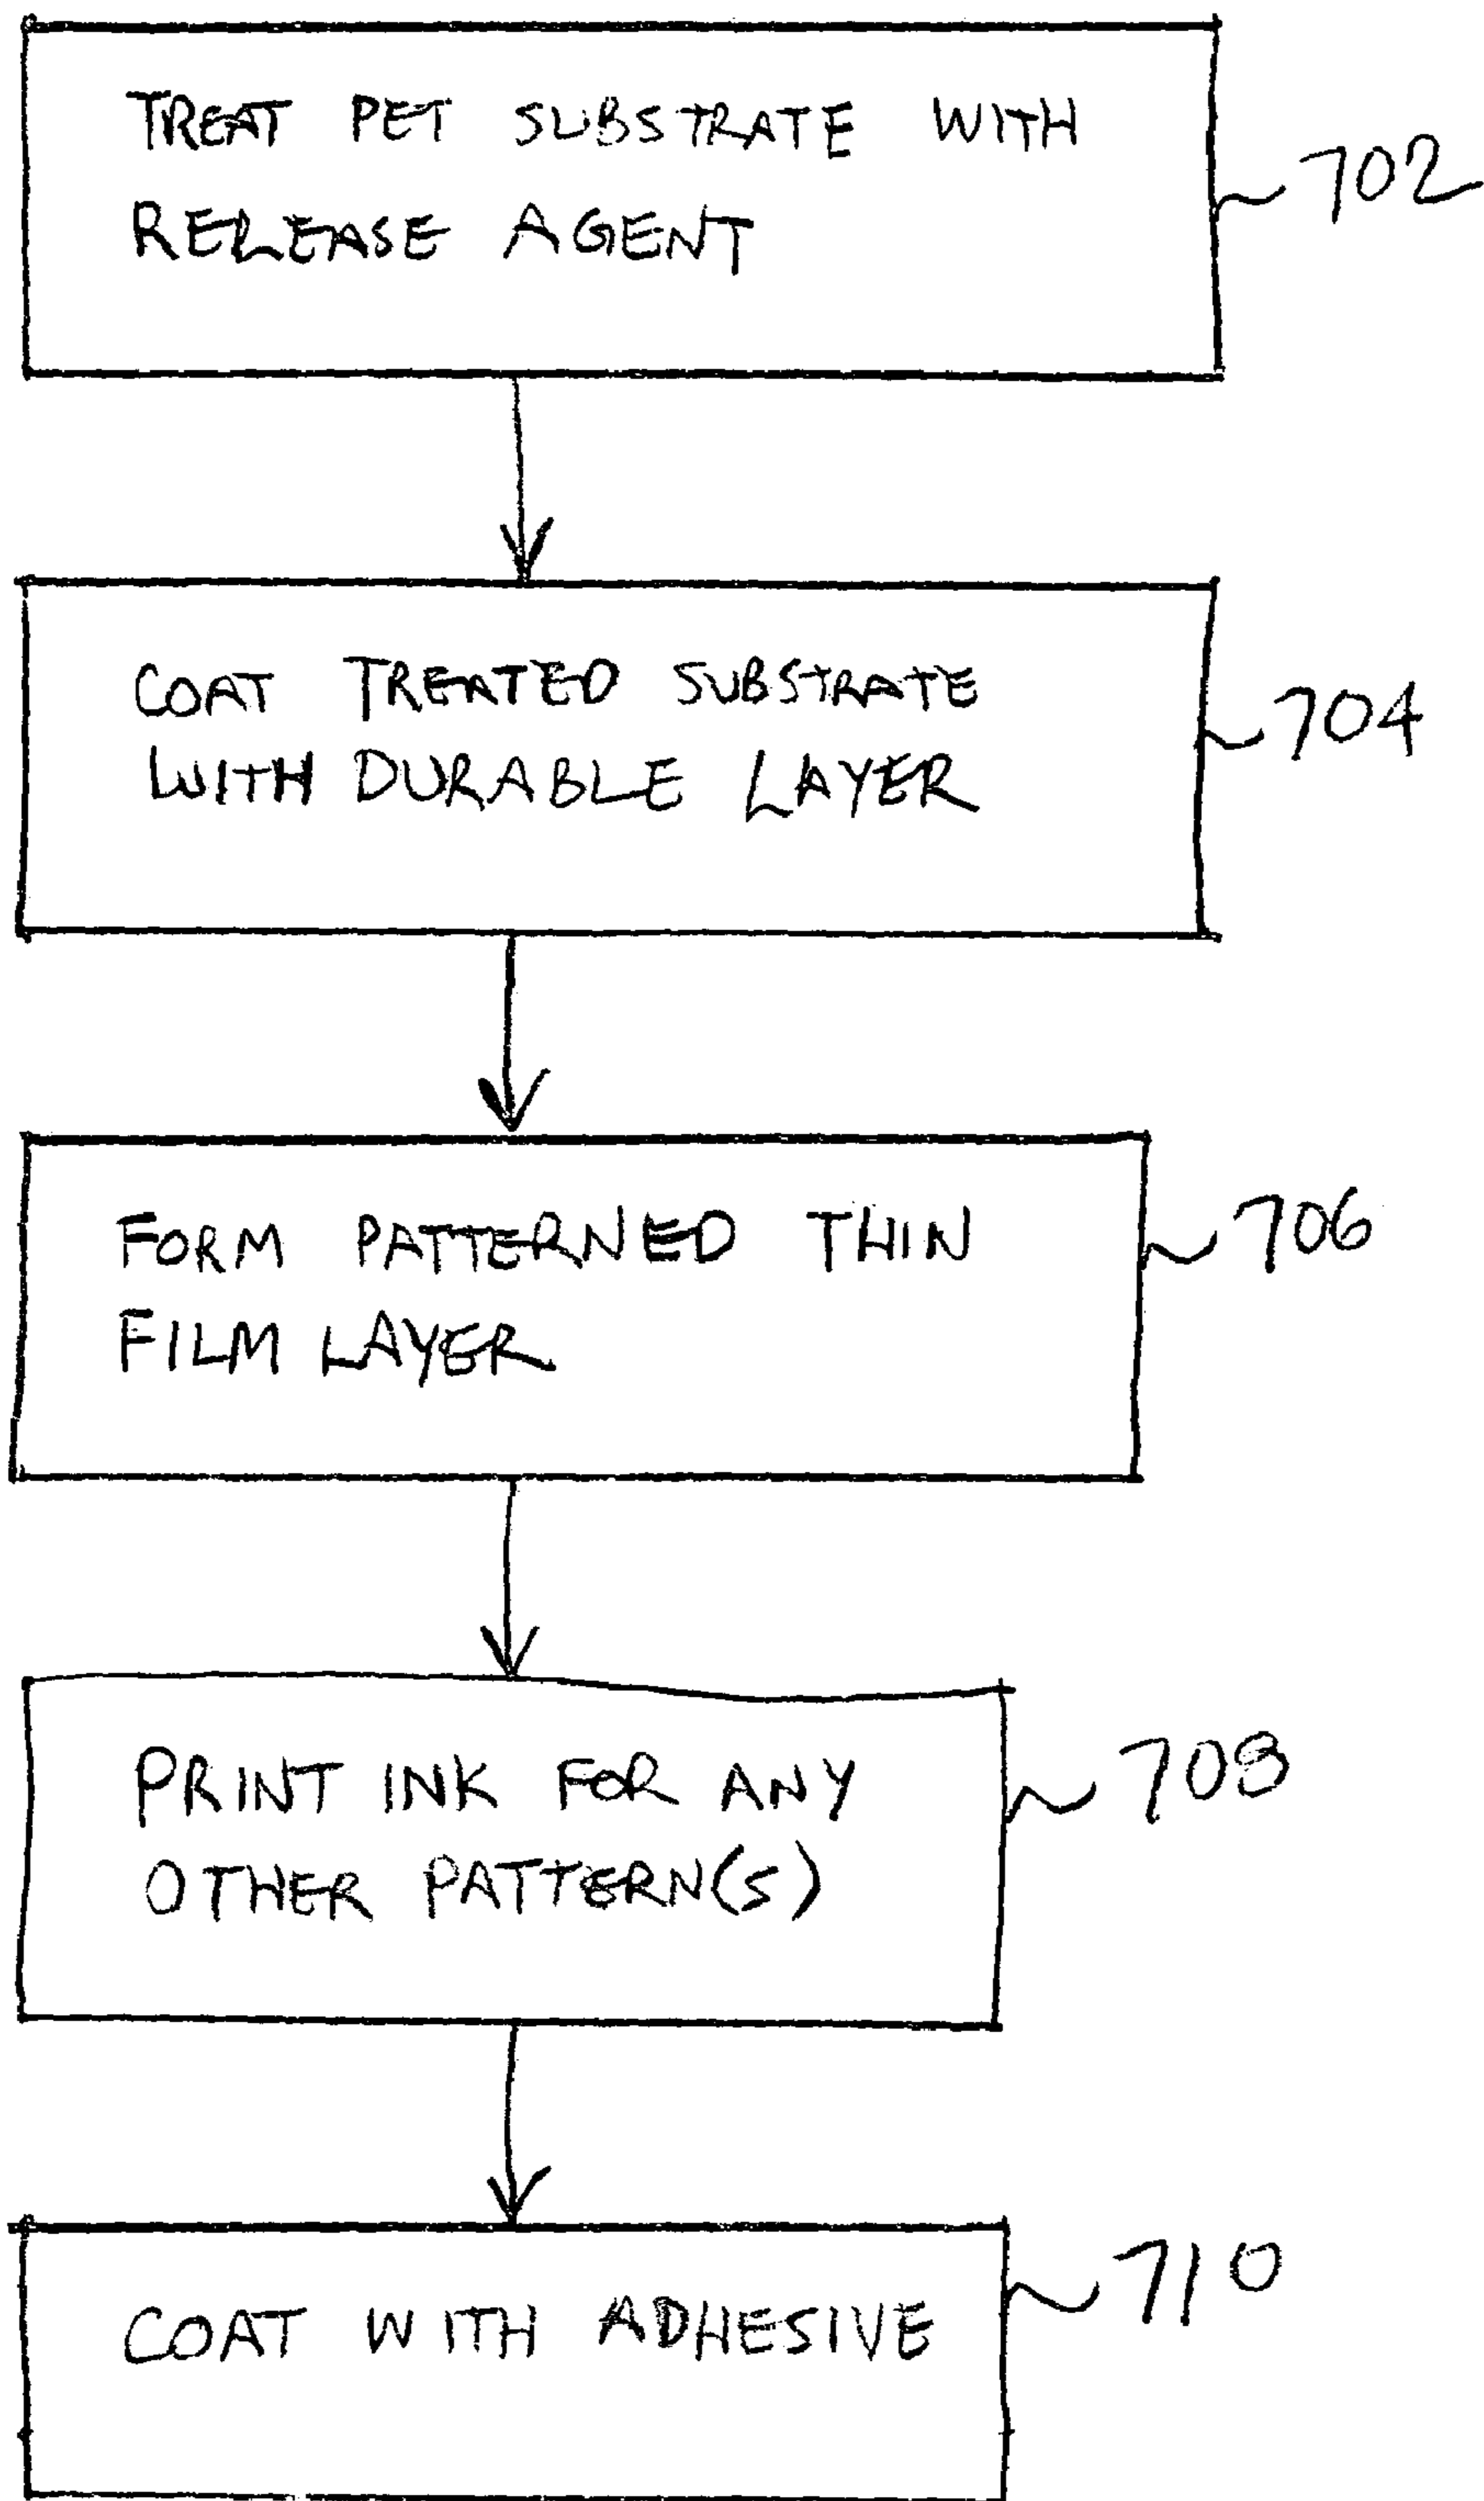 TREAT PET SUBSTRATE WITH
RELEASE AGENT
702
COAT TREATED SUBSTRATE
WITH DURABLE LAYER
704
FORM PATTERNED THIN
FILM LAYER
706
PRINT INK FOR ANY
OTHER PATTERN(S)
708
COAT WITH ADHESIVE
710